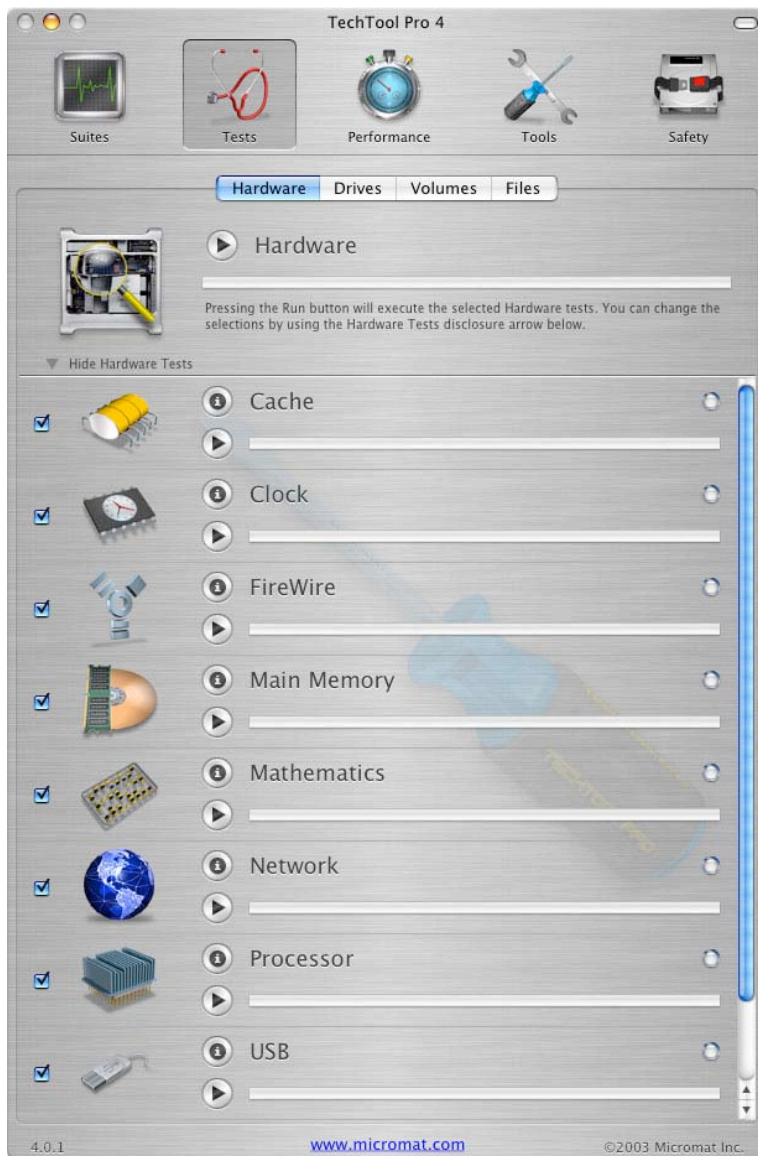 TechTool Pro 4
Suites
Tests
Performance
Tools
Safety
Hardware
Drives
Volumes
Files
Hardware
Pressing the Run button will execute the selected Hardware tests. You can change the
selections by using the Hardware Tests disclosure arrow below.
Hide Hardware Tests
Cache
Clock
FireWire
Main Memory
Mathematics
Network
Processor
USB
TECHTOOL PRO
4.0.1
www.micromat.com
©2003 Micromat Inc.